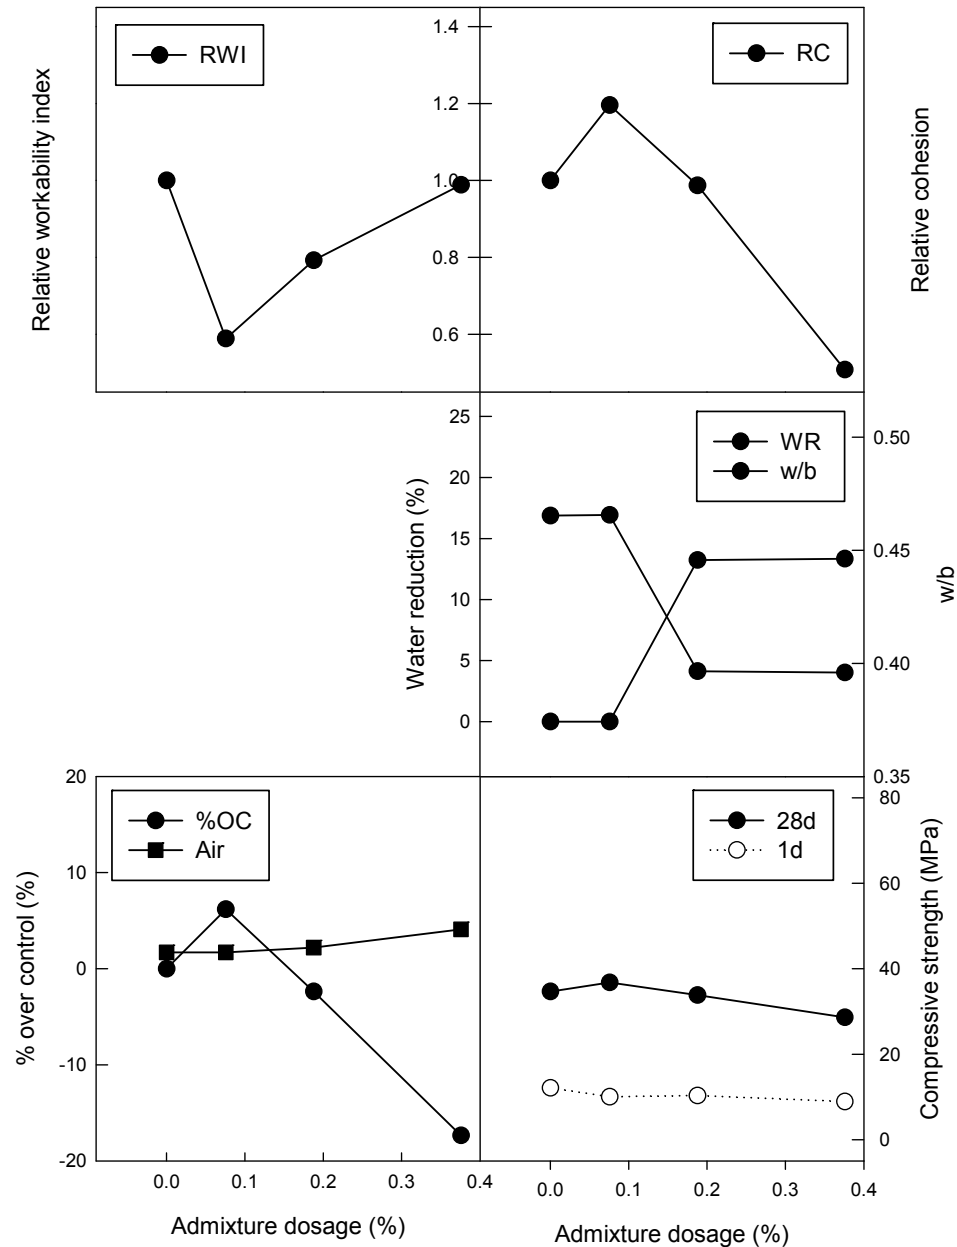 RWI
Relative workability index
1.4
1.2
1.0
0.8
0.6
RC
Relative cohesion
25
20
15
10
5
0
Water reduction (%)
WR
w/b
0.50
0.45
0.40
0.35
w/b
20
10
0
-10
-20
% over control (%)
%OC
Air
0.0 0.1 0.2 0.3 0.4
Admixture dosage (%)
28d
1d
80
60
40
20
0
Compressive strength (MPa)
0.0 0.1 0.2 0.3 0.4
Admixture dosage (%)